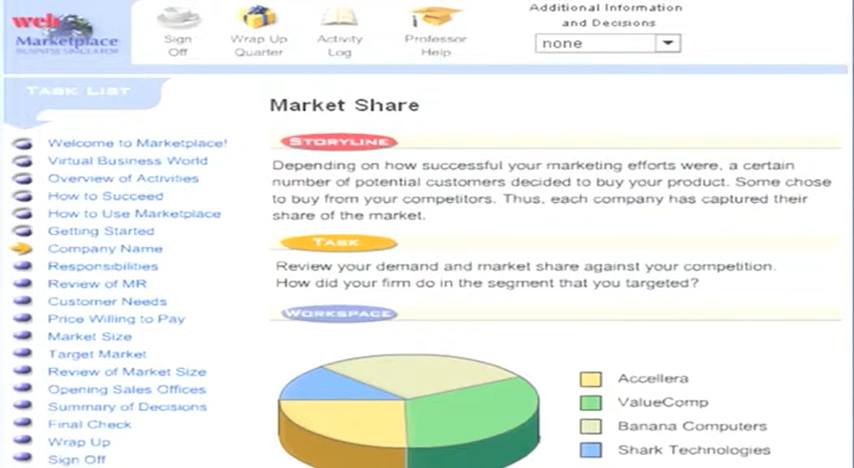 web
Marketplace
BUSINESS SIMULATOR
Sign
Off
Wrap Up
Quarter
Activity
Log
Professor
Help
Additional Information
and Decisions
none
TASK LIST
Welcome to Marketplace!
Virtual Business World
Overview of Activities
How to Succeed
How to Use Marketplace
Getting Started
Company Name
Responsibilities
Review of MR
Customer Needs
Price Willing to Pay
Market Size
Target Market
Review of Market Size
Opening Sales Offices
Summary of Decisions
Final Check
Wrap Up
Sign Off
Market Share
STORYLINE
Depending on how successful your marketing efforts were, a certain
number of potential customers decided to buy your product. Some chose
to buy from your competitors. Thus, each company has captured their
share of the market.
TASK
Review your demand and market share against your competition.
How did your firm do in the segment that you targeted?
WORKSPACE
Accellera
ValueComp
Banana Computers
Shark Technologies